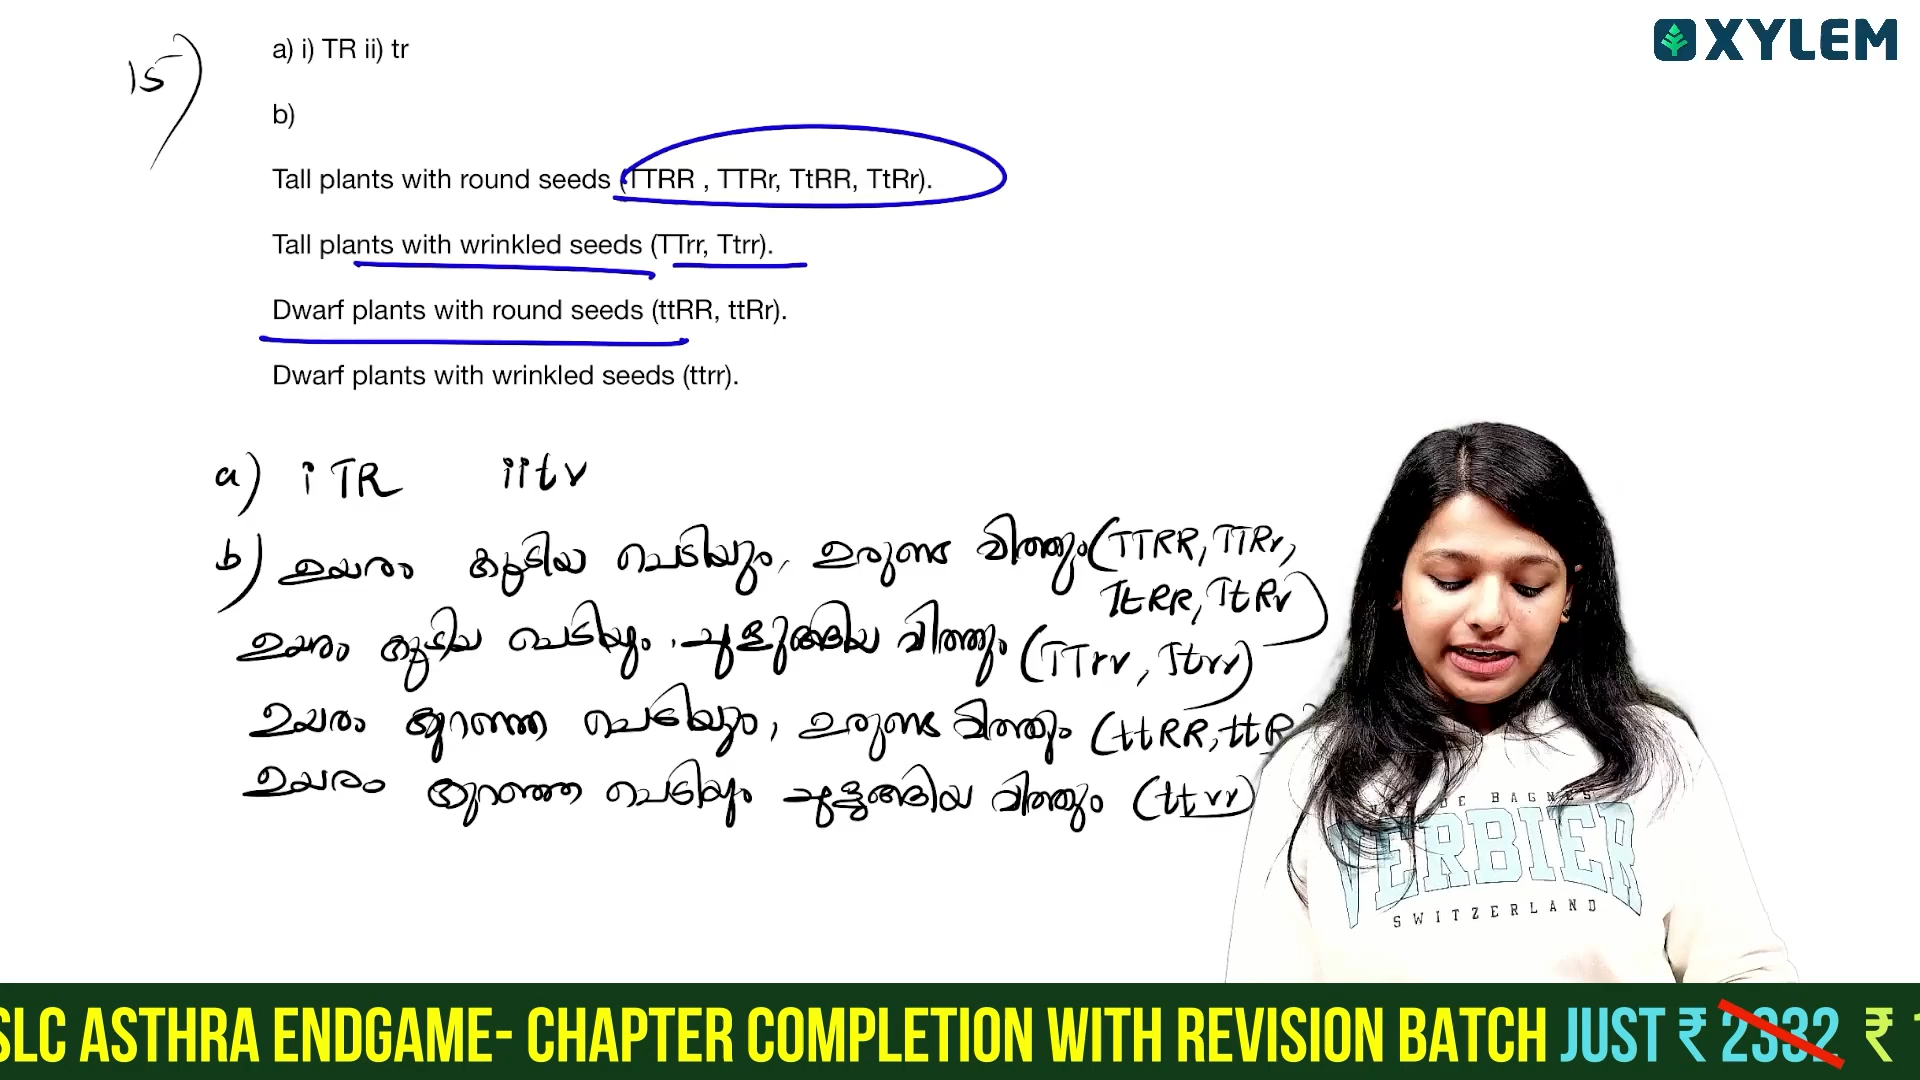 XYLEM
15)
a) i) TR ii) tr
b)
Tall plants with round seeds (TTRR , TTRr, TtRR, TtRr).
Tall plants with wrinkled seeds (TTrr, Ttrr).
Dwarf plants with round seeds (ttRR, ttRr).
Dwarf plants with wrinkled seeds (ttrr).
a) i TR ii tr
b) ഉയരം കൂടിയ ചെടിയും, ഉരുണ്ട വിത്തും (TTRR, TTRr,
TtRR, TtRr)
ഉയരം കൂടിയ ചെടിയും, ചുളുങ്ങിയ വിത്തും (TTrr, Ttrr)
ഉയരം കുറഞ്ഞ ചെടിയും, ഉരുണ്ട വിത്തും (ttRR, ttR
ഉയരം കുറഞ്ഞ ചെടിയും ചുളുങ്ങിയ വിത്തും (ttrr)
DE BAGNES
VERBIER
SWITZERLAND
SLC ASTHRA ENDGAME- CHAPTER COMPLETION WITH REVISION BATCH JUST ₹ 2332 ₹ 1